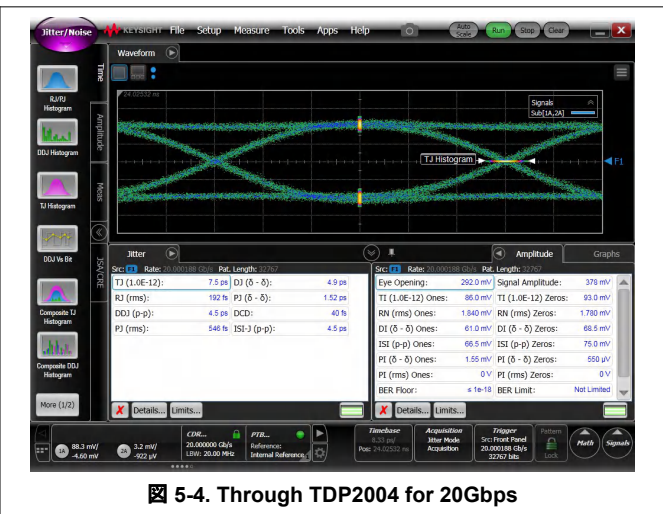 Jitter/Noise
KEYSIGHT File Setup Measure Tools Apps Help
Auto Scale Run Stop Clear
Waveform
24.02532 ns
Signals
Sub[1A,2A]
TJ Histogram
F1
RJ/PJ Histogram
DDJ Histogram
TJ Histogram
DDJ Vs Bit
Composite TJ Histogram
Composite DDJ Histogram
More (1/2)
Time
Amplitude
Meas
JSA/CRE
Jitter
Src: F1 Rate: 20.000188 Gb/s Pat. Length: 32767
TJ (1.0E-12): 7.5 ps DJ (δ - δ): 4.9 ps
RJ (rms): 192 fs PJ (δ - δ): 1.52 ps
DDJ (p-p): 4.5 ps DCD: 40 fs
PJ (rms): 546 fs ISI-J (p-p): 4.5 ps
Details... Limits...
Amplitude Graphs
Src: F1 Rate: 20.000188 Gb/s Pat. Length: 32767
Eye Opening: 292.0 mV Signal Amplitude: 378 mV
TI (1.0E-12) Ones: 86.0 mV TI (1.0E-12) Zeros: 93.0 mV
RN (rms) Ones: 1.840 mV RN (rms) Zeros: 1.780 mV
DI (δ - δ) Ones: 61.0 mV DI (δ - δ) Zeros: 68.5 mV
ISI (p-p) Ones: 66.5 mV ISI (p-p) Zeros: 75.0 mV
PI (δ - δ) Ones: 1.55 mV PI (δ - δ) Zeros: 550 µV
PI (rms) Ones: 0 V PI (rms) Zeros: 0 V
BER Floor: ≤ 1e-18 BER Limit: Not Limited
Details... Limits...
1A 88.3 mV/ -4.60 mV
2A 3.2 mV/ -922 µV
CDR...
20.00000 Gb/s
LBW: 20.00 MHz
PTB...
Reference:
Internal Reference
Timebase
8.33 ps/
Pos: 24.02532 ns
Acquisition
Jitter Mode
Acquisition
Trigger
Src: Front Panel
20.000188 Gb/s
32767 bits
Pattern
Lock
Math
Signals
図 5-4. Through TDP2004 for 20Gbps